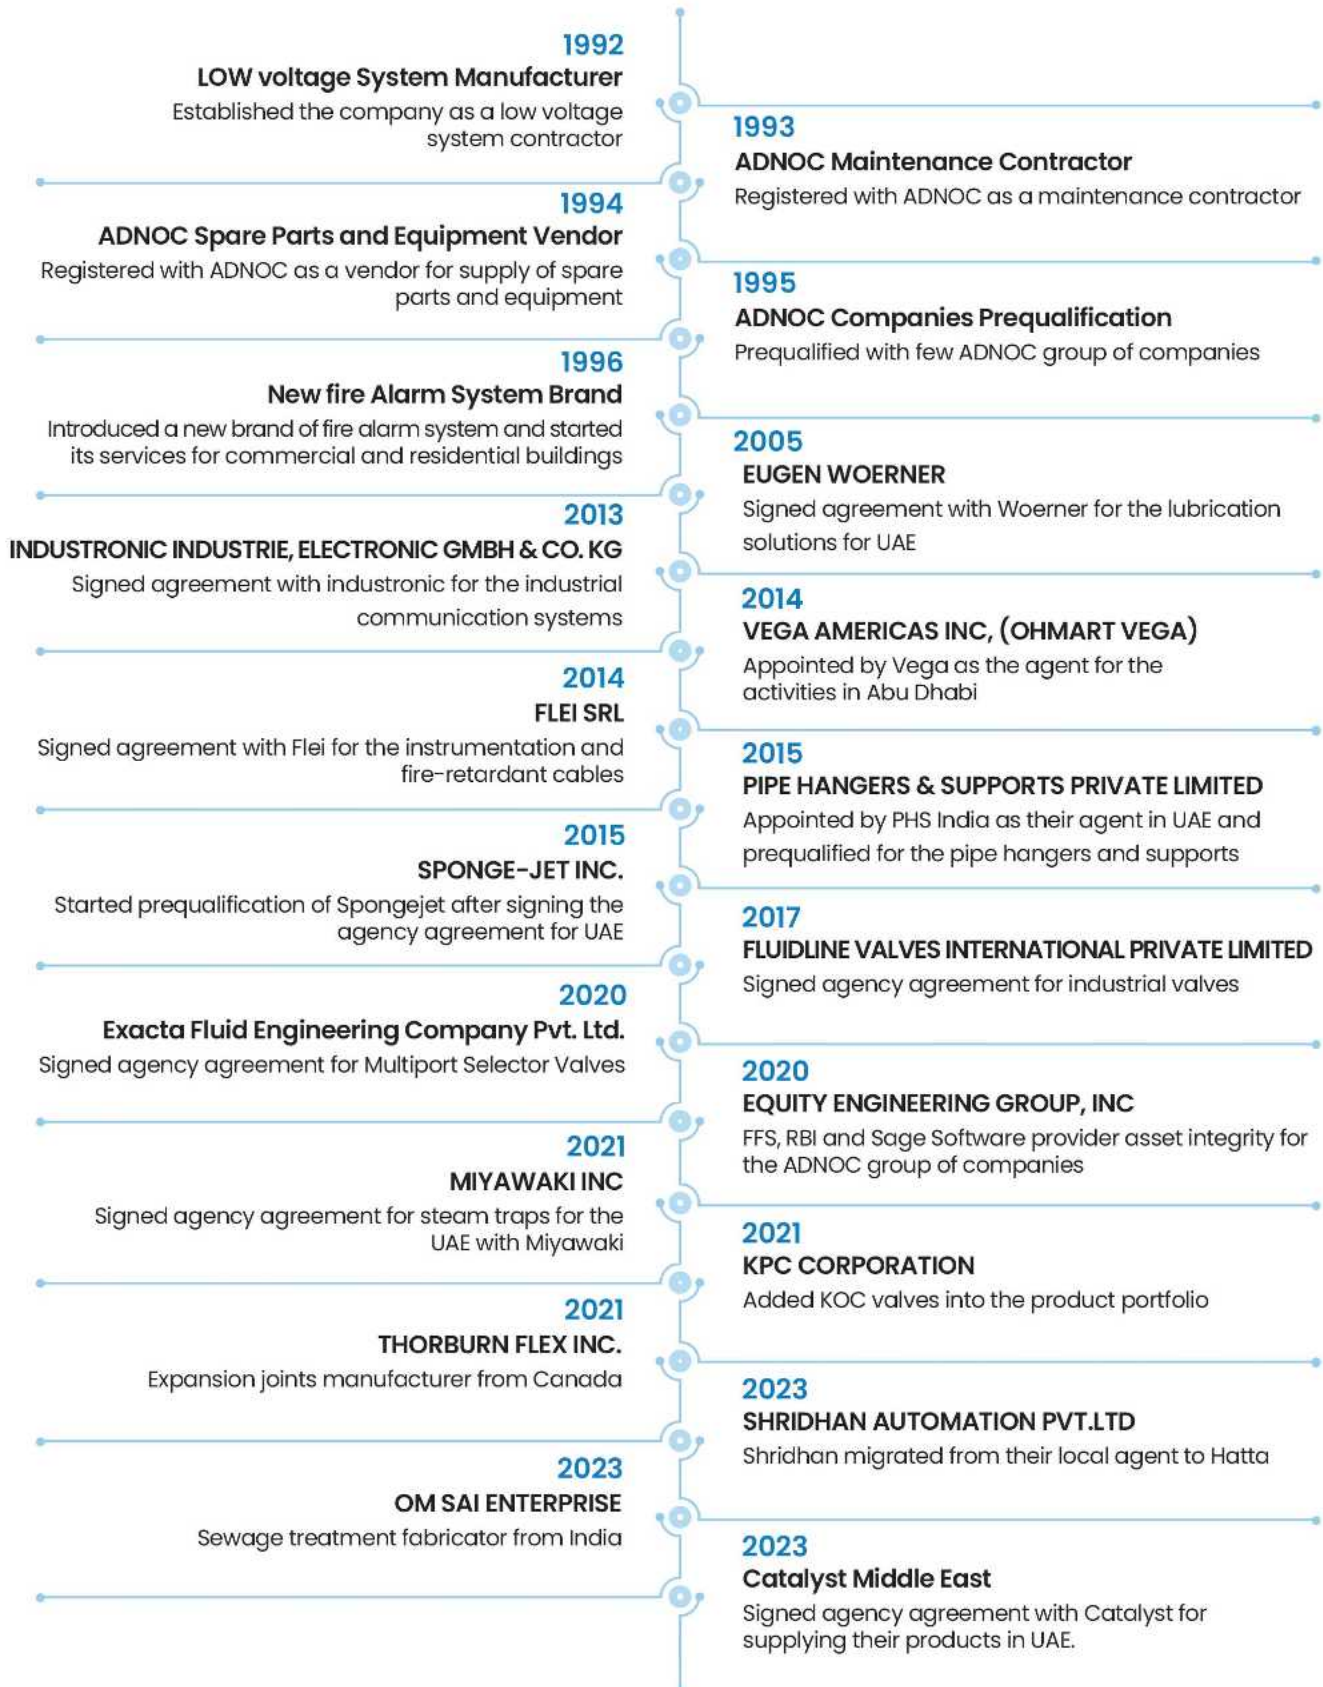 1992
LOW voltage System Manufacturer
Established the company as a low voltage
system contractor
1993
ADNOC Maintenance Contractor
Registered with ADNOC as a maintenance contractor
1994
ADNOC Spare Parts and Equipment Vendor
Registered with ADNOC as a vendor for supply of spare
parts and equipment
1995
ADNOC Companies Prequalification
Prequalified with few ADNOC group of companies
1996
New fire Alarm System Brand
Introduced a new brand of fire alarm system and started
its services for commercial and residential buildings
2005
EUGEN WOERNER
Signed agreement with Woerner for the lubrication
solutions for UAE
2013
INDUSTRONIC INDUSTRIE, ELECTRONIC GMBH & CO. KG
Signed agreement with industronic for the industrial
communication systems
2014
VEGA AMERICAS INC, (OHMART VEGA)
Appointed by Vega as the agent for the
activities in Abu Dhabi
2014
FLEI SRL
Signed agreement with Flei for the instrumentation and
fire-retardant cables
2015
PIPE HANGERS & SUPPORTS PRIVATE LIMITED
Appointed by PHS India as their agent in UAE and
prequalified for the pipe hangers and supports
2015
SPONGE-JET INC.
Started prequalification of Spongejet after signing the
agency agreement for UAE
2017
FLUIDLINE VALVES INTERNATIONAL PRIVATE LIMITED
Signed agency agreement for industrial valves
2020
Exacta Fluid Engineering Company Pvt. Ltd.
Signed agency agreement for Multiport Selector Valves
2020
EQUITY ENGINEERING GROUP, INC
FFS, RBI and Sage Software provider asset integrity for
the ADNOC group of companies
2021
MIYAWAKI INC
Signed agency agreement for steam traps for the
UAE with Miyawaki
2021
KPC CORPORATION
Added KOC valves into the product portfolio
2021
THORBURN FLEX INC.
Expansion joints manufacturer from Canada
2023
SHRIDHAN AUTOMATION PVT.LTD
Shridhan migrated from their local agent to Hatta
2023
OM SAI ENTERPRISE
Sewage treatment fabricator from India
2023
Catalyst Middle East
Signed agency agreement with Catalyst for
supplying their products in UAE.